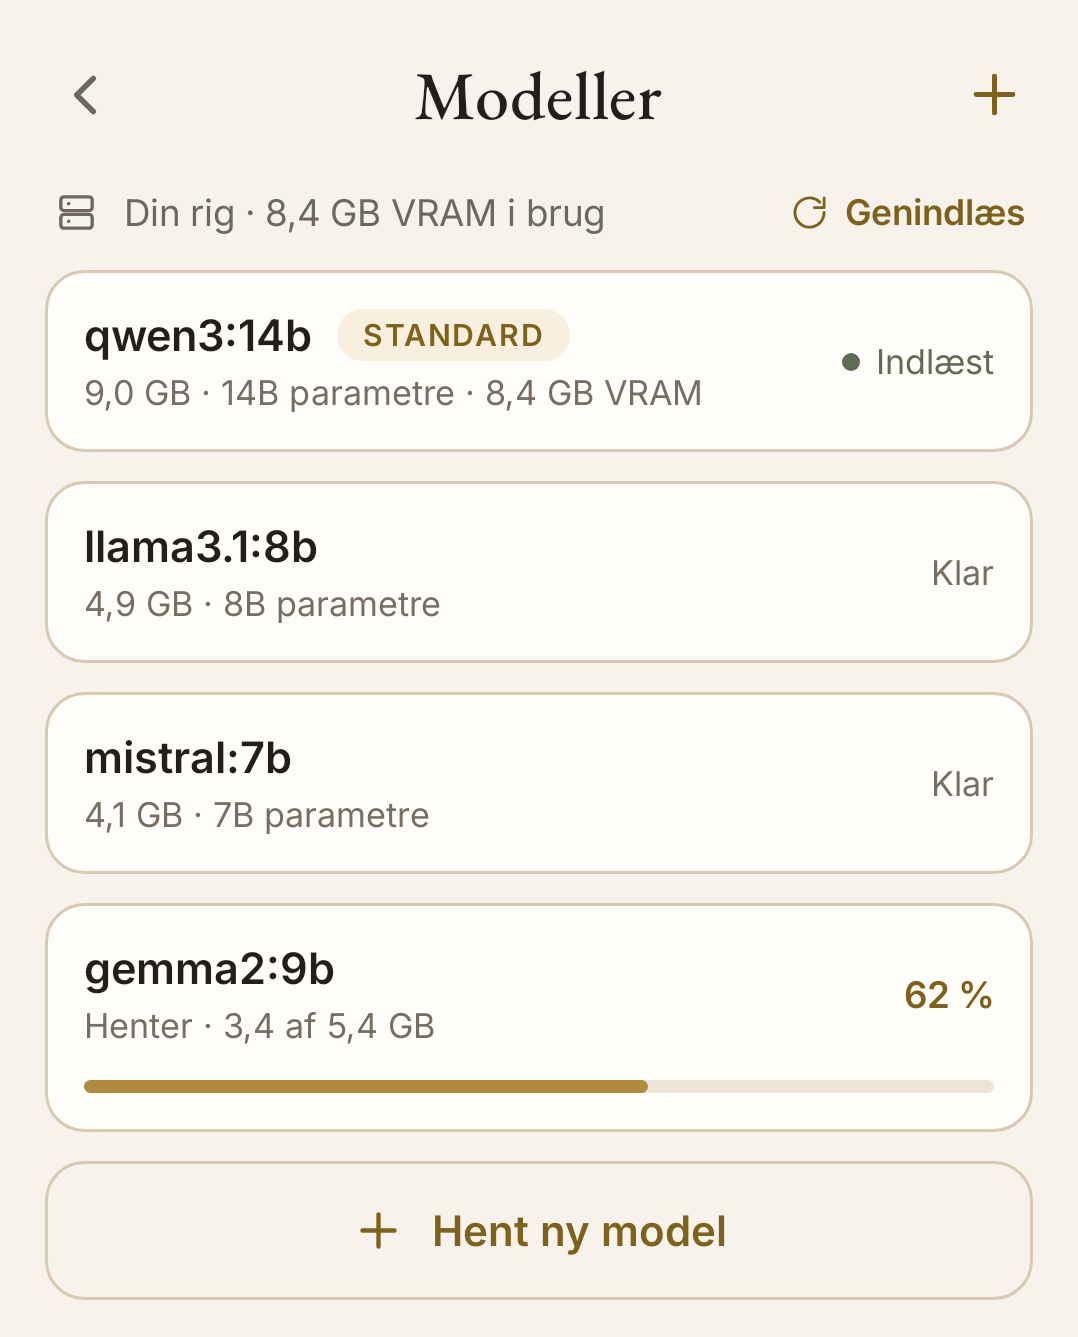 Modeller
Din rig · 8,4 GB VRAM i brug
Genindlæs
qwen3:14b STANDARD
9,0 GB · 14B parametre · 8,4 GB VRAM
Indlæst
llama3.1:8b
4,9 GB · 8B parametre
Klar
mistral:7b
4,1 GB · 7B parametre
Klar
gemma2:9b
Henter · 3,4 af 5,4 GB
62 %
Hent ny model